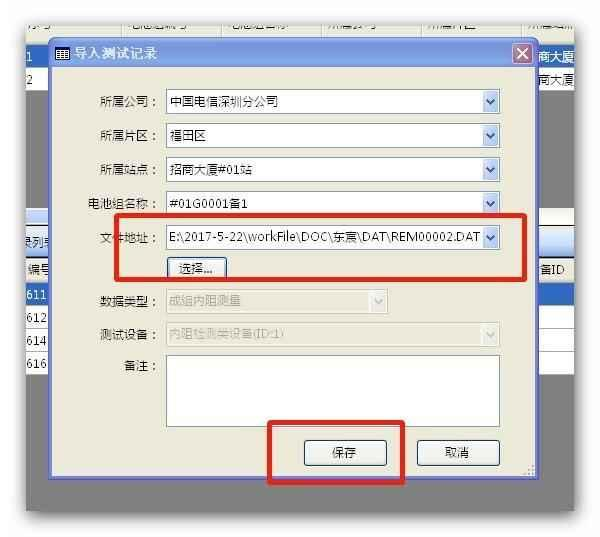 导入测试记录
1
商大厦
2
商大厦
所属公司： 中国电信深圳分公司
所属片区： 福田区
所属站点： 招商大厦#01站
电池组名称： #01G0001备1
文件地址： E:\2017-5-22\workFile\DOC\东宸\DAT\REM00002.DAT
选择...
编号
备ID
611
612
614
616
数据类型： 成组内阻测量
测试设备： 内阻检测类设备(ID:1)
备注：
保存 取消